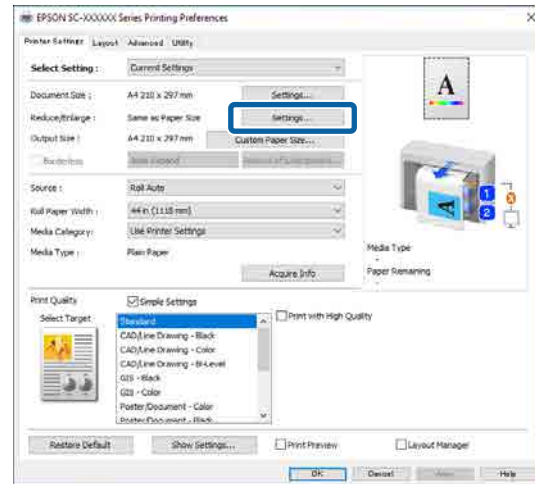 EPSON SC-XXXXXX Series Printing Preferences
Printer Settings Layout Advanced Utility
Select Setting : Current Settings
Document Size : A4 210 x 297 mm Settings...
Reduce/Enlarge : Same as Paper Size Settings...
Output Size : A4 210 x 297 mm Custom Paper Size...
Borderless
Source : Roll Auto
Roll Paper Width : 44 in (1118 mm)
Media Category: Use Printer Settings
Media Type : Plain Paper
Acquire Info
A
A
1
2
Media Type
-
Paper Remaining
-
Print Quality Simple Settings
Select Target
Standard
CAD/Line Drawing - Black
CAD/Line Drawing - Color
CAD/Line Drawing - Bi-Level
GIS - Black
GIS - Color
Poster/Document - Color
Poster/Document - Black
Print with High Quality
Restore Default Show Settings... Print Preview Layout Manager
OK Cancel Help